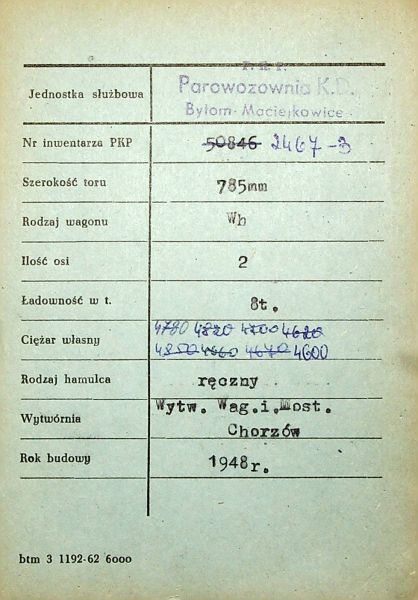 P. K. P.
Jednostka służbowa Parowozownia K.D.
Bytom-Maciejkowice
Nr inwentarza PKP 50846 2467-3
Szerokość toru 785mm
Rodzaj wagonu Wb
Ilość osi 2
Ładowność w t. 8t.
Ciężar własny 4780 4820 4700 4620
4850 4660 4670 4600
Rodzaj hamulca ręczny
Wytwórnia Wytw. Wag.i.Most.
Chorzów
Rok budowy 1948r.
btm 3 1192-62 6000